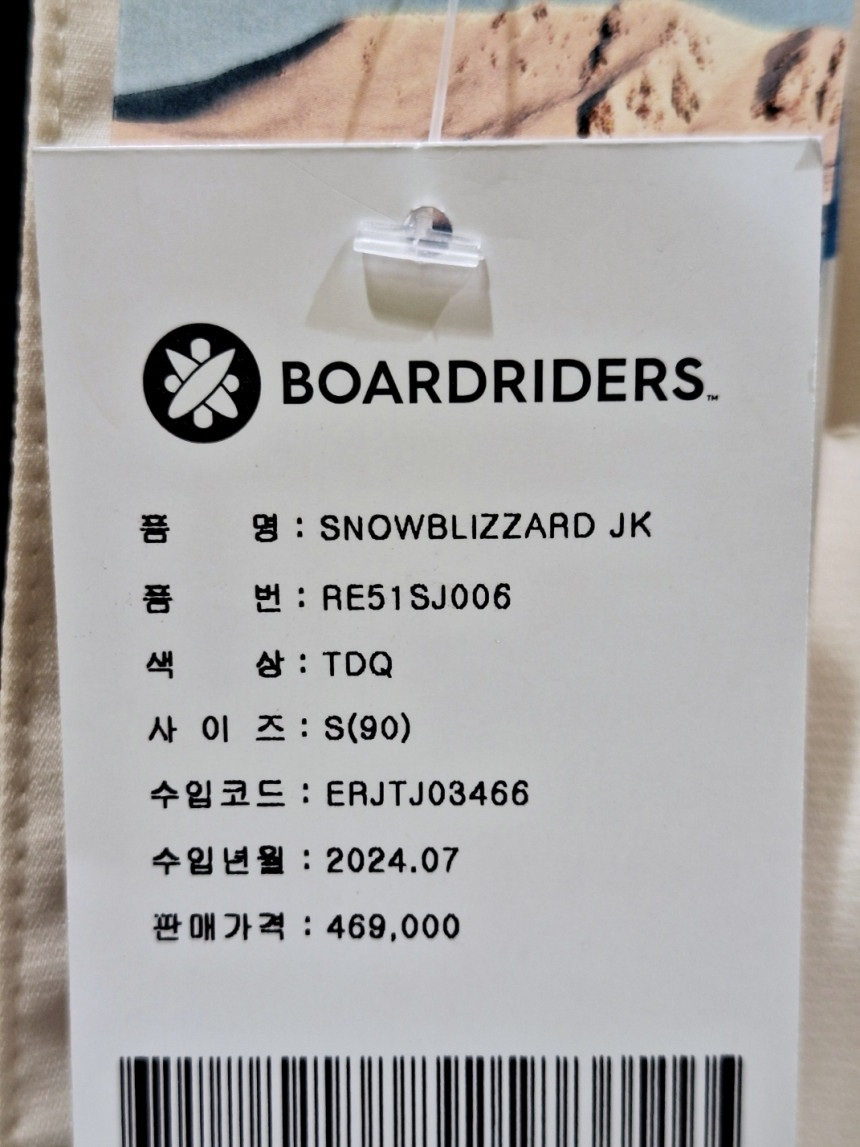 BOARDRIDERS™
품 명 : SNOWBLIZZARD JK
품 번 : RE51SJ006
색 상 : TDQ
사 이 즈 : S(90)
수입코드 : ERJTJ03466
수입년월 : 2024.07
판매가격 : 469,000